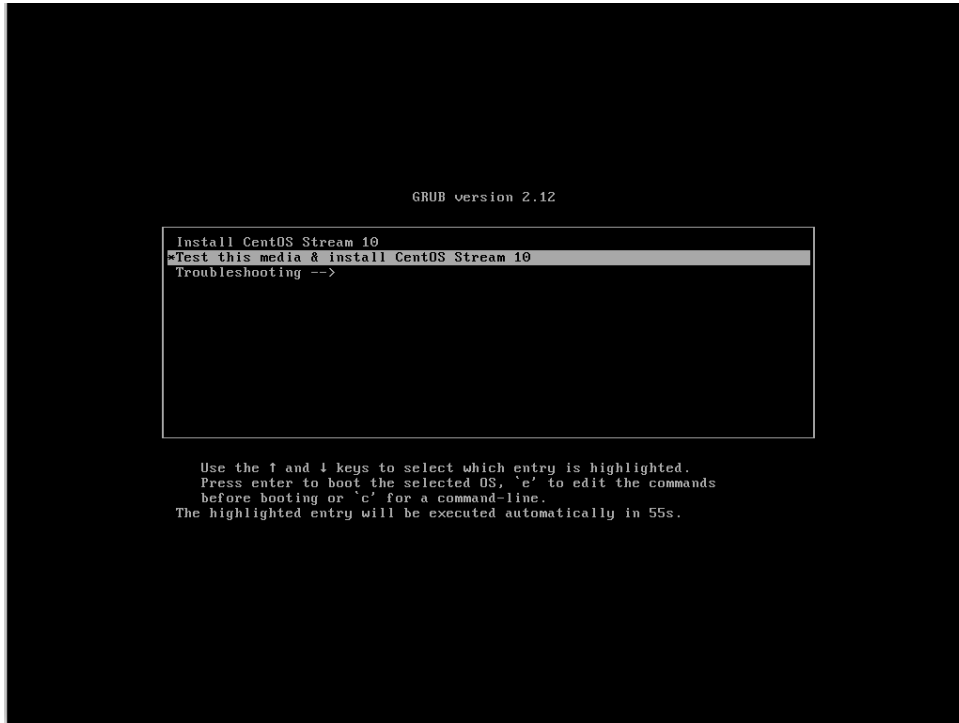 GRUB version 2.12
Install CentOS Stream 10
*Test this media & install CentOS Stream 10
Troubleshooting -->
Use the ↑ and ↓ keys to select which entry is highlighted.
Press enter to boot the selected OS, `e' to edit the commands
before booting or `c' for a command-line.
The highlighted entry will be executed automatically in 55s.